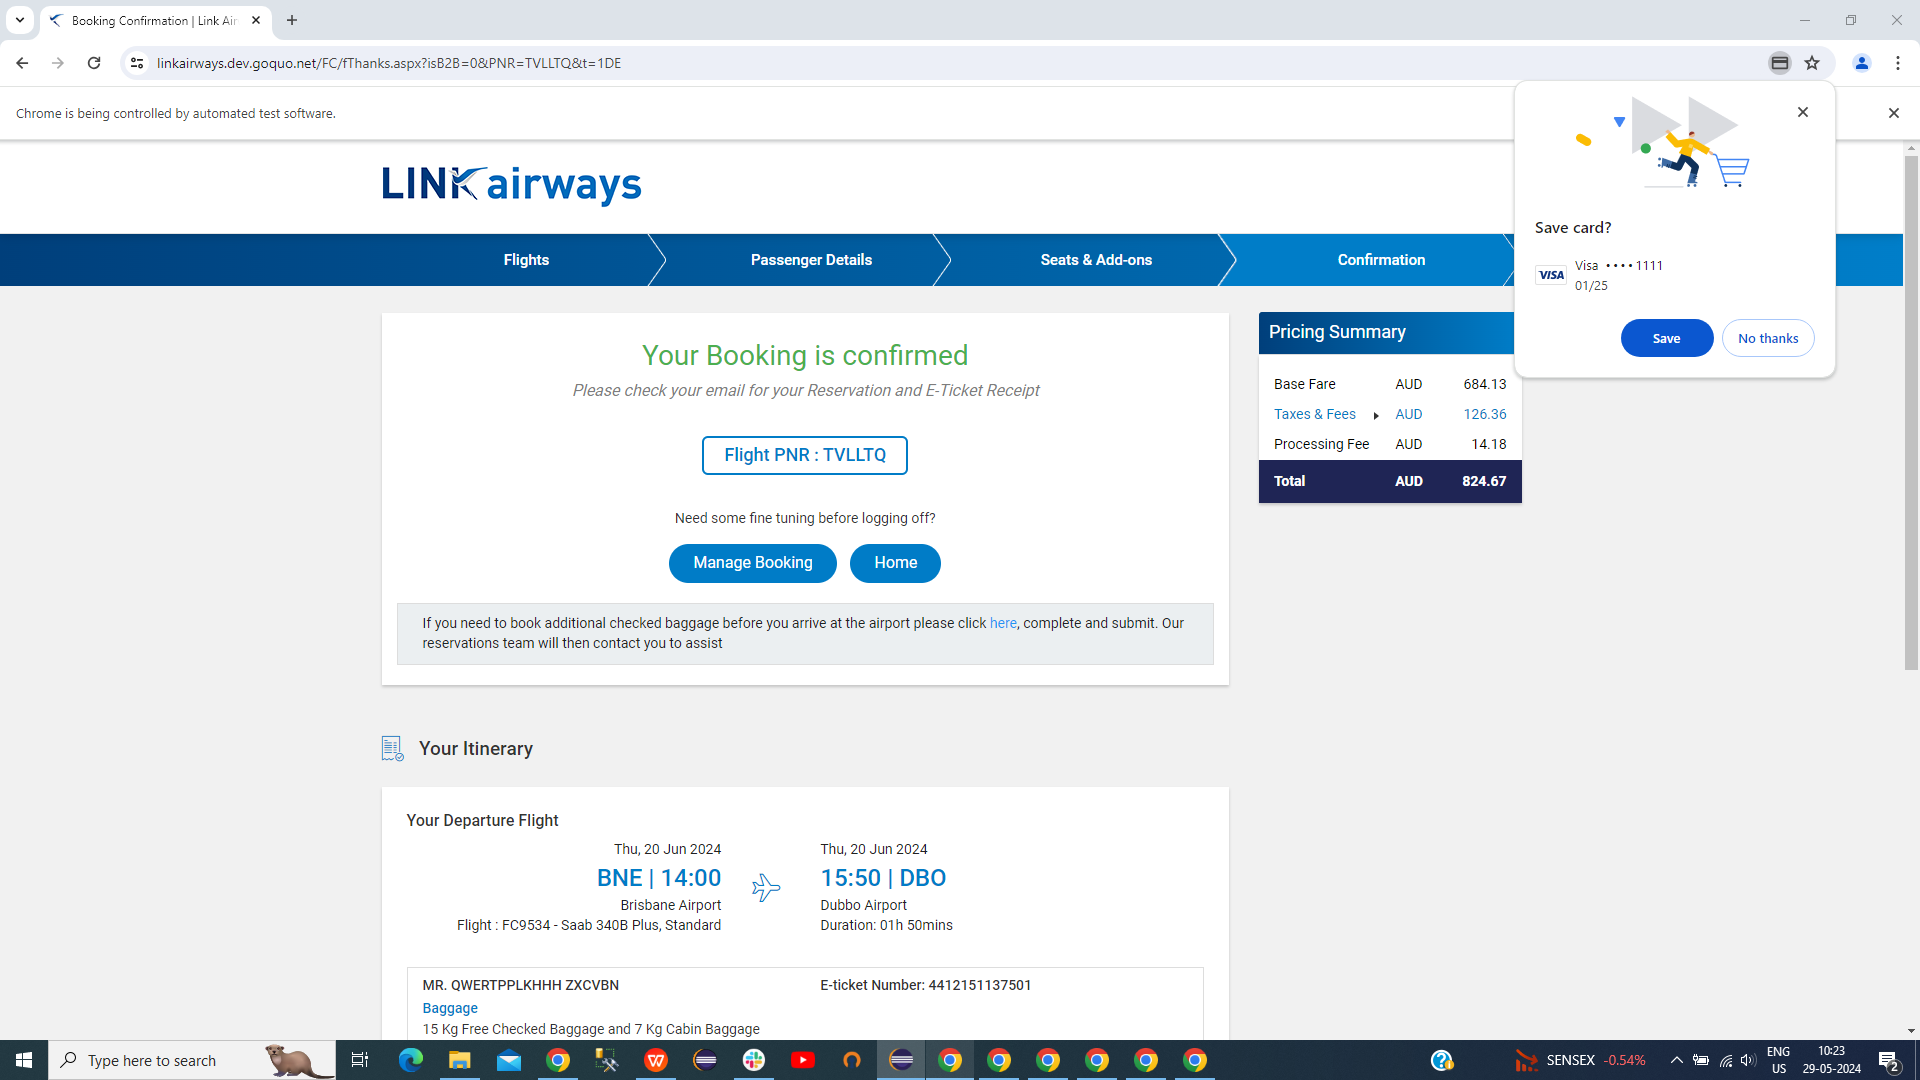 Booking Confirmation | Link Air
linkairways.dev.goquo.net/FC/fThanks.aspx?isB2B=0&PNR=TVLLTQ&t=1DE
Chrome is being controlled by automated test software.
LINK airways
Flights
Passenger Details
Seats & Add-ons
Confirmation
Save card?
VISA
Visa •••• 1111
01/25
Save
No thanks
Your Booking is confirmed
Please check your email for your Reservation and E-Ticket Receipt
Flight PNR : TVLLTQ
Need some fine tuning before logging off?
Manage Booking
Home
If you need to book additional checked baggage before you arrive at the airport please click here, complete and submit. Our
reservations team will then contact you to assist
Pricing Summary
Base Fare AUD 684.13
Taxes & Fees AUD 126.36
Processing Fee AUD 14.18
Total AUD 824.67
Your Itinerary
Your Departure Flight
Thu, 20 Jun 2024
BNE | 14:00
Brisbane Airport
Flight : FC9534 - Saab 340B Plus, Standard
Thu, 20 Jun 2024
15:50 | DBO
Dubbo Airport
Duration: 01h 50mins
MR. QWERTPPLKHHH ZXCVBN
E-ticket Number: 4412151137501
Baggage
15 Kg Free Checked Baggage and 7 Kg Cabin Baggage
Type here to search
SENSEX -0.54%
ENG
US
10:23
29-05-2024
2